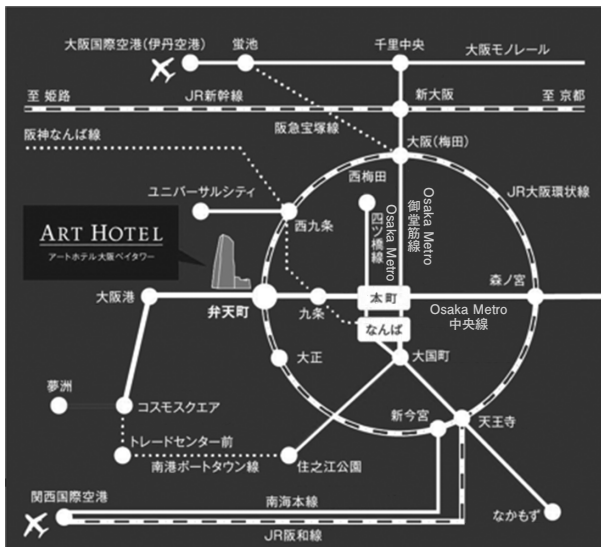 大阪国際空港(伊丹空港)
蛍池
千里中央
大阪モノレール
至 姫路
JR新幹線
新大阪
至 京都
阪神なんば線
阪急宝塚線
大阪(梅田)
西梅田
JR大阪環状線
ユニバーサルシティ
西九条
四ツ橋線
Osaka Metro
Osaka Metro
御堂筋線
ART HOTEL
アートホテル大阪ベイタワー
大阪港
弁天町
九条
本町
森ノ宮
Osaka Metro
中央線
なんば
大正
大国町
夢洲
コスモスクエア
新今宮
天王寺
トレードセンター前
南港ポートタウン線
住之江公園
関西国際空港
南海本線
なかもず
JR阪和線